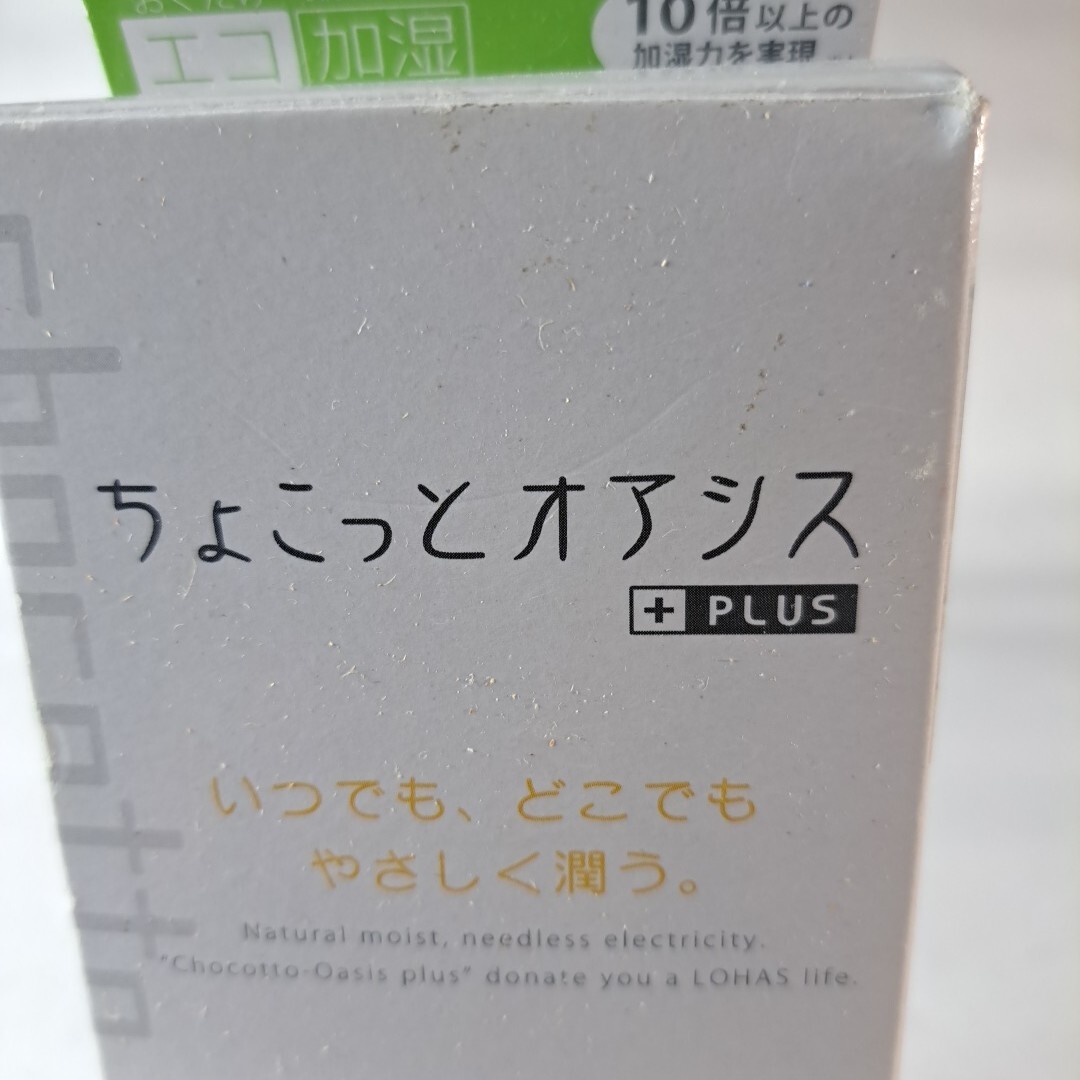 エコ 加湿
10倍以上の
加湿力を実現
ちょこっとオアシス
+ PLUS
いつでも、どこでも
やさしく潤う。
Natural moist, needless electricity.
"Chocotto-Oasis plus" donate you a LOHAS life.
Chocotto